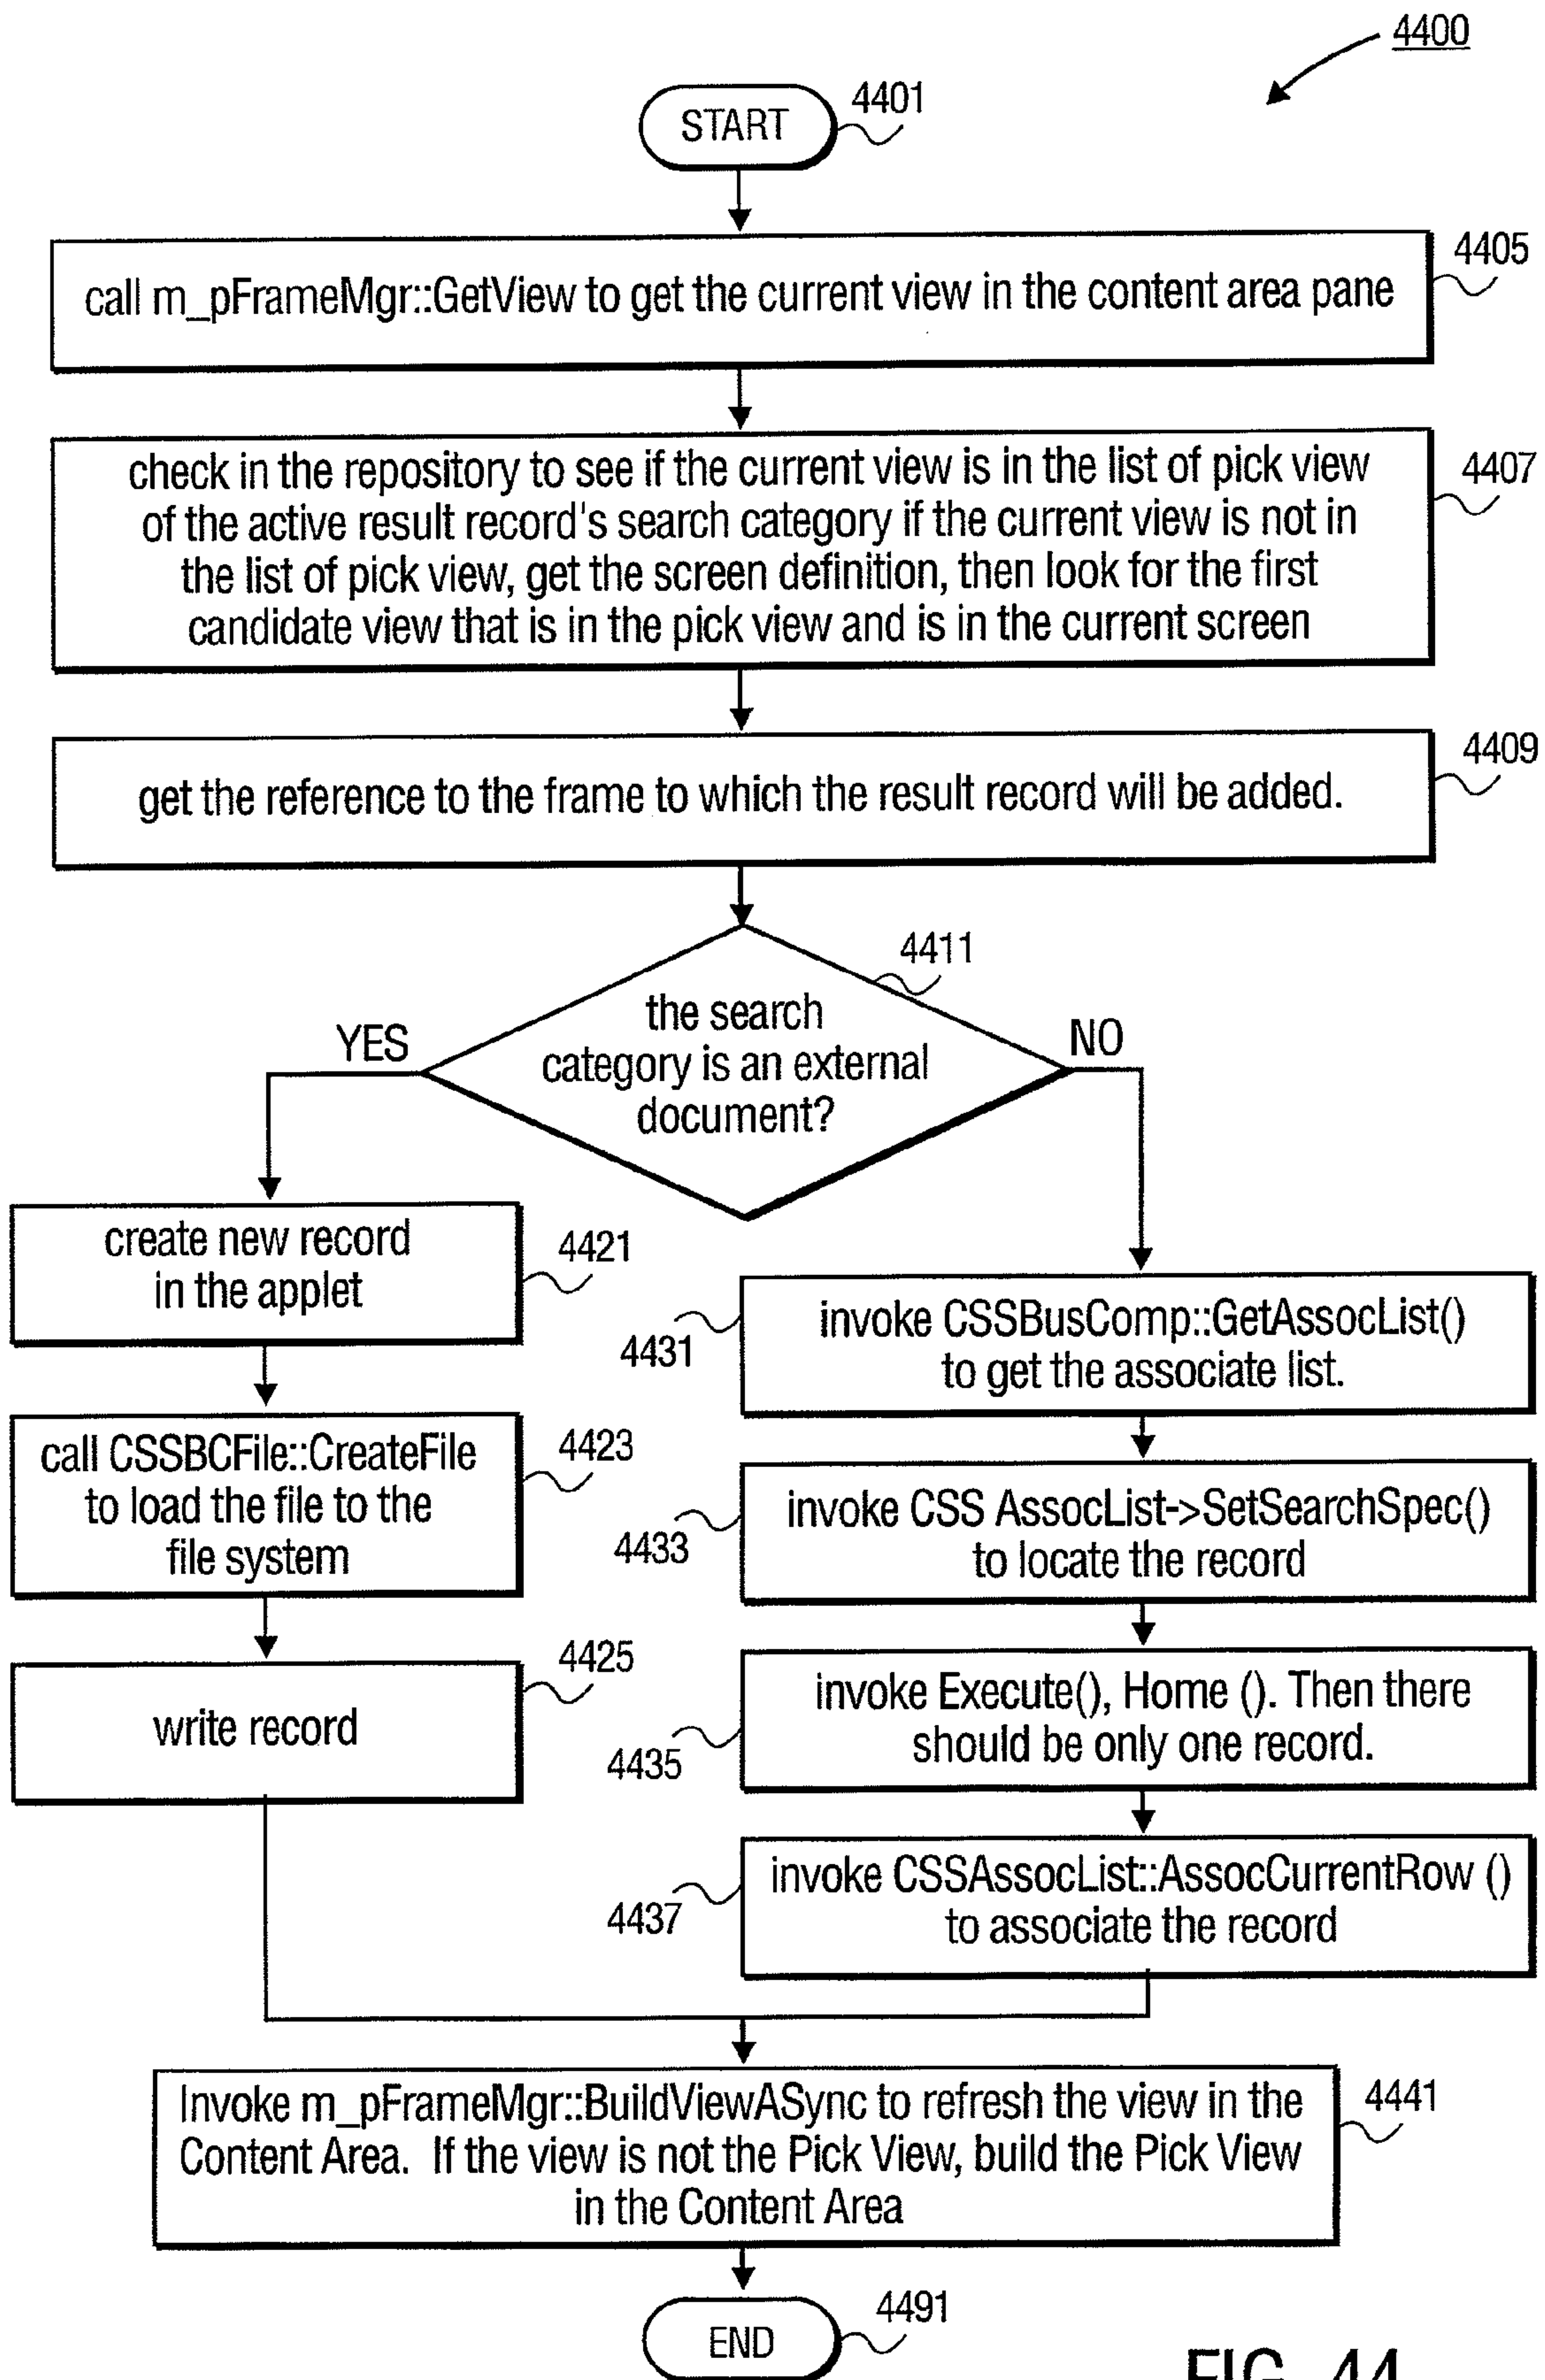 4400
START
4401
call m_pFrameMgr::GetView to get the current view in the content area pane
4405
check in the repository to see if the current view is in the list of pick view
of the active result record's search category if the current view is not in
the list of pick view, get the screen definition, then look for the first
candidate view that is in the pick view and is in the current screen
4407
get the reference to the frame to which the result record will be added.
4409
4411
the search
category is an external
document?
YES
NO
create new record
in the applet
4421
call CSSBCFile::CreateFile
to load the file to the
file system
4423
write record
4425
invoke CSSBusComp::GetAssocList()
to get the associate list.
4431
invoke CSS AssocList->SetSearchSpec()
to locate the record
4433
invoke Execute(), Home (). Then there
should be only one record.
4435
invoke CSSAssocList::AssocCurrentRow ()
to associate the record
4437
Invoke m_pFrameMgr::BuildViewASync to refresh the view in the
Content Area. If the view is not the Pick View, build the Pick View
in the Content Area
4441
END
4491
FIG. 44